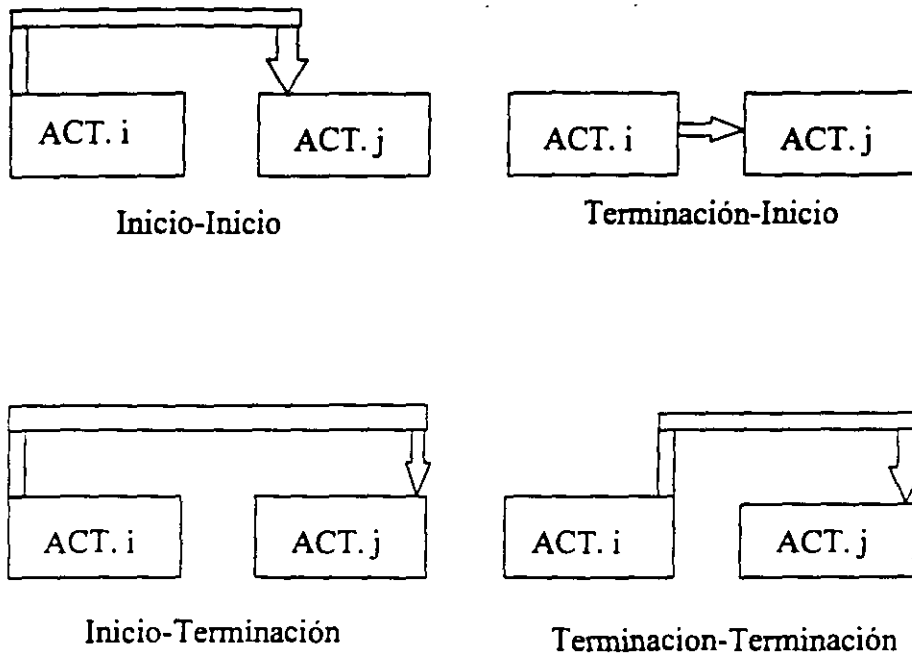 ACT. i
ACT. j
Inicio-Inicio
ACT. i
ACT. j
Terminación-Inicio
ACT. i
ACT. j
Inicio-Terminación
ACT. i
ACT. j
Terminacion-Terminación